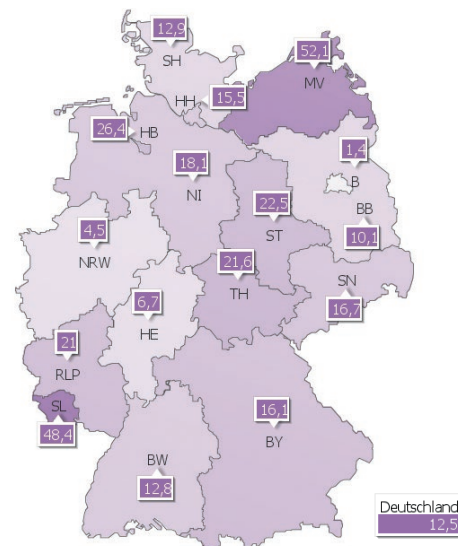 12,9
SH
52,1
MV
HH
15,5
26,4
HB
18,1
NI
1,4
B
BB
10,1
22,5
ST
4,5
NRW
21,6
TH
SN
16,7
6,7
HE
21
RLP
SL
48,4
16,1
BY
BW
12,8
Deutschland
12,5